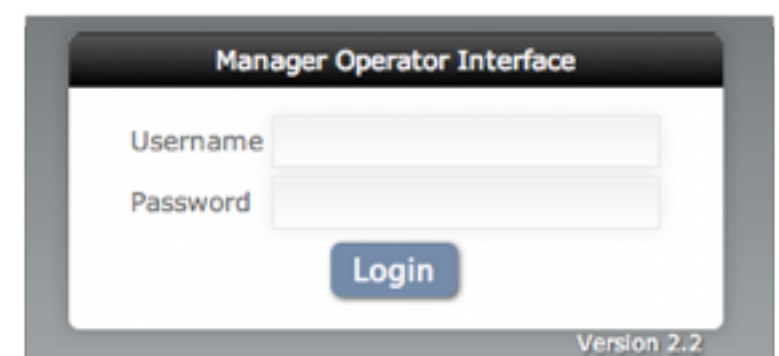 Manager Operator Interface
Username
Password
Login
Version 2.2